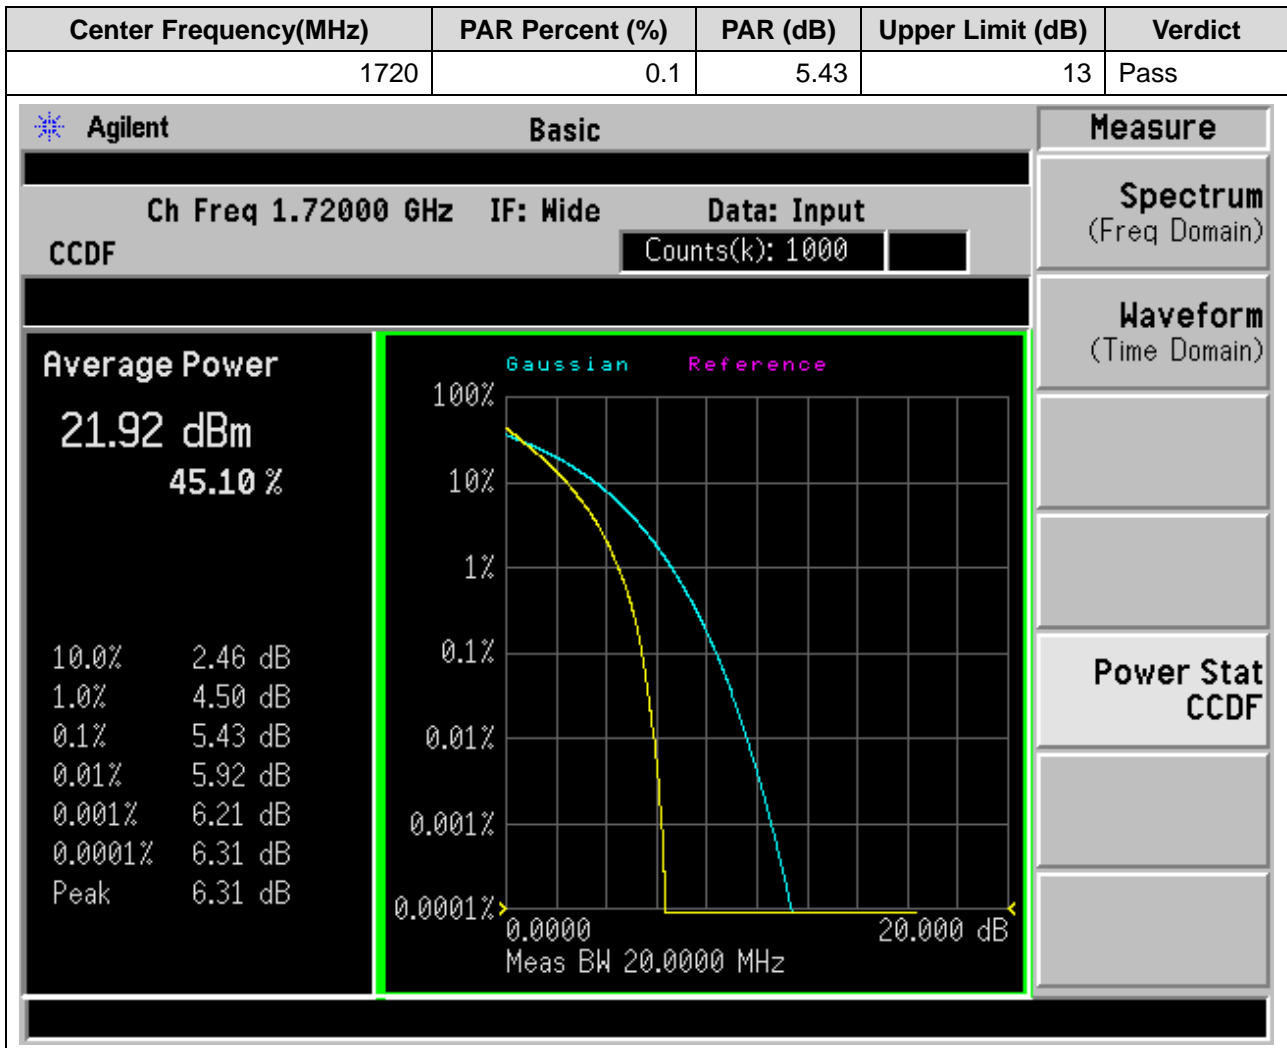 Center Frequency(MHz) PAR Percent (%) PAR (dB) Upper Limit (dB) Verdict
1720 0.1 5.43 13 Pass
Agilent Basic Measure
Ch Freq 1.72000 GHz IF: Wide Data: Input
CCDF Counts(k): 1000
Spectrum
(Freq Domain)
Waveform
(Time Domain)
Power Stat
CCDF
Average Power
21.92 dBm
45.10 %
10.0% 2.46 dB
1.0% 4.50 dB
0.1% 5.43 dB
0.01% 5.92 dB
0.001% 6.21 dB
0.0001% 6.31 dB
Peak 6.31 dB
Gaussian Reference
100%
10%
1%
0.1%
0.01%
0.001%
0.0001%
0.0000 20.000 dB
Meas BW 20.0000 MHz